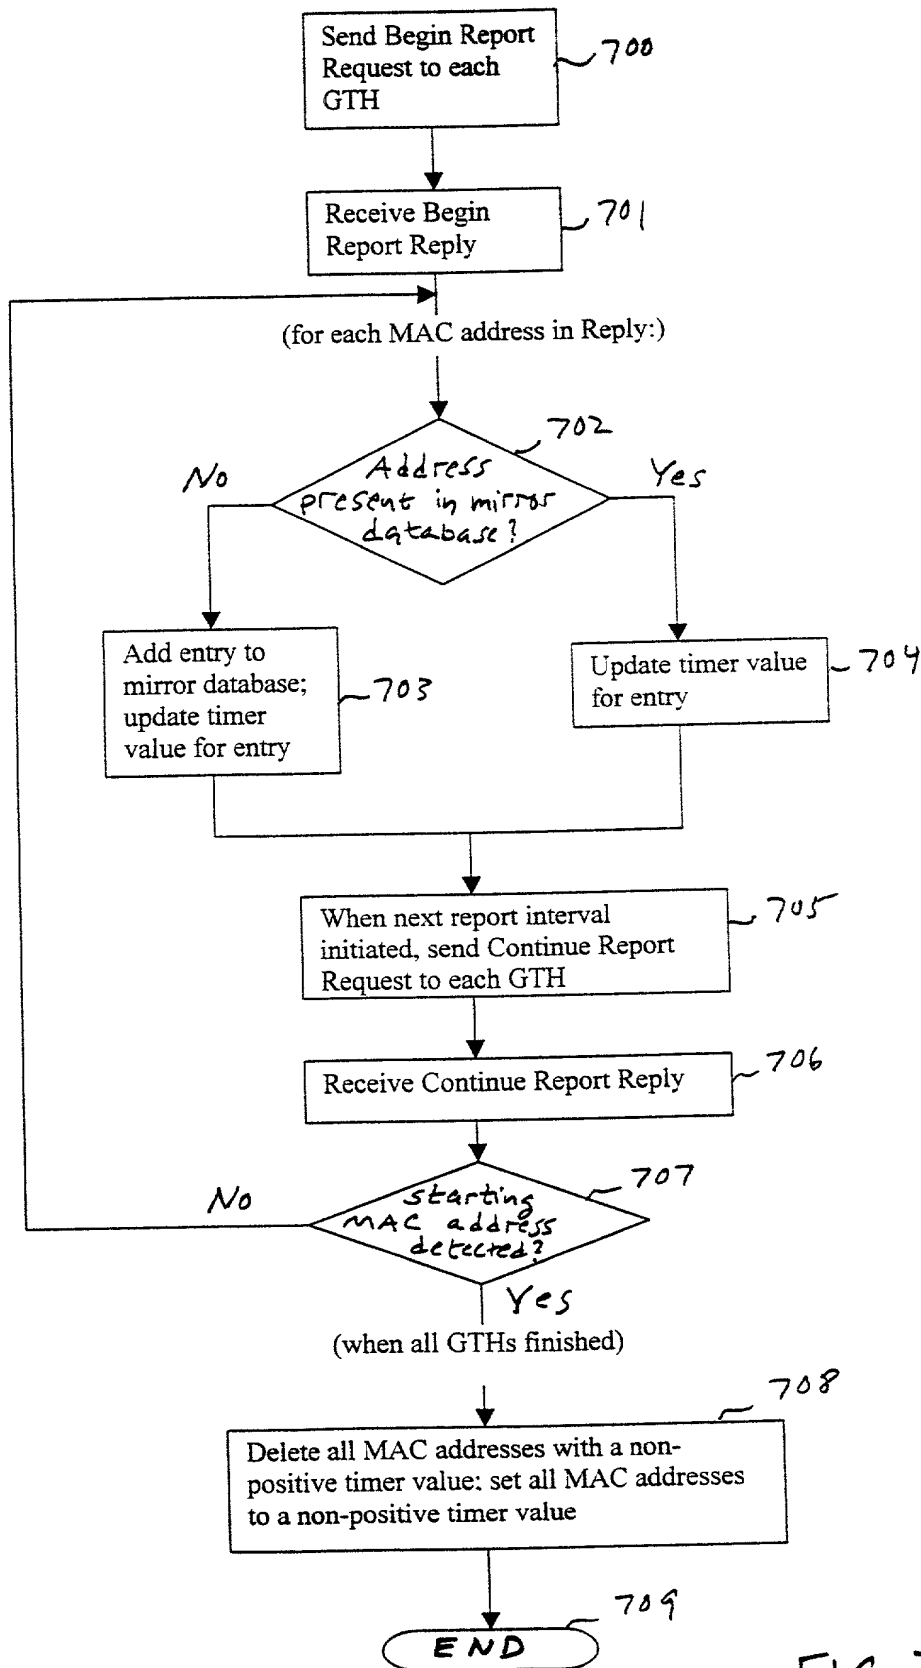 Send Begin Report
Request to each
GTH
700
Receive Begin
Report Reply
701
(for each MAC address in Reply:)
702
No
Address
present in mirror
database?
Yes
Add entry to
mirror database;
update timer
value for entry
703
Update timer value
for entry
704
When next report interval
initiated, send Continue Report
Request to each GTH
705
Receive Continue Report Reply
706
707
No
starting
MAC address
detected?
Yes
(when all GTHs finished)
708
Delete all MAC addresses with a non-
positive timer value; set all MAC addresses
to a non-positive timer value
709
END